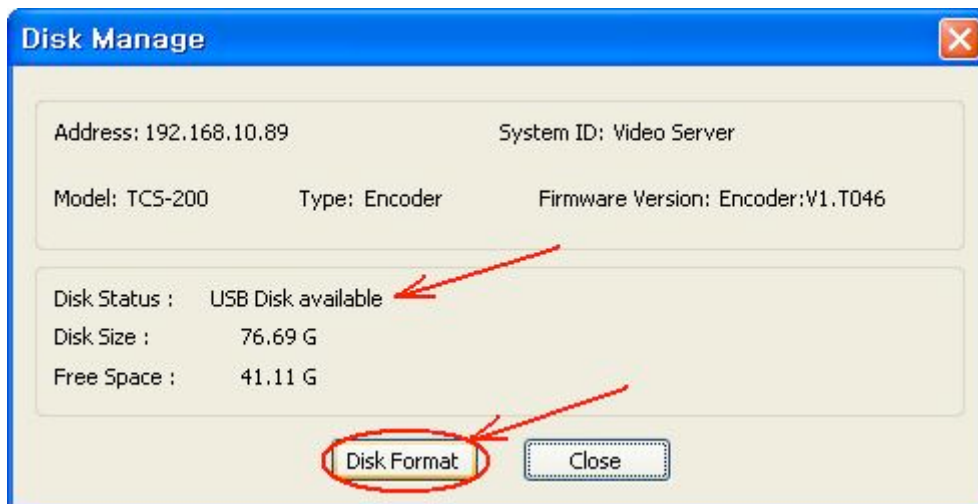 Disk Manage
Address: 192.168.10.89 System ID: Video Server
Model: TCS-200 Type: Encoder Firmware Version: Encoder:V1.T046
Disk Status : USB Disk available
Disk Size : 76.69 G
Free Space : 41.11 G
Disk Format Close